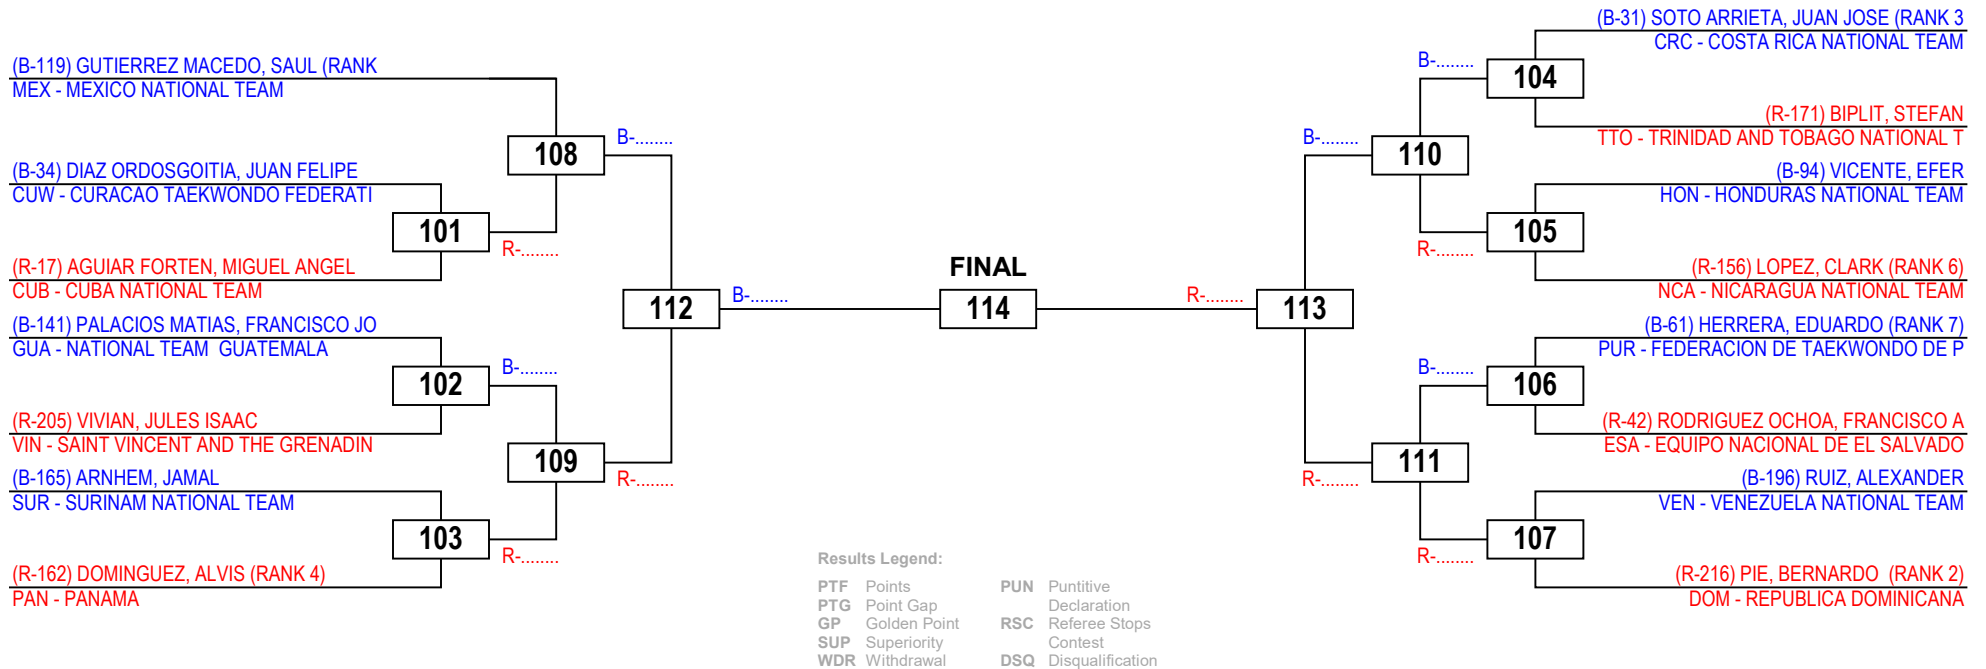 (B-119) GUTIERREZ MACEDO, SAUL (RANK
MEX - MEXICO NATIONAL TEAM
108
B-........
(B-34) DIAZ ORDOSGOITIA, JUAN FELIPE
CUW - CURACAO TAEKWONDO FEDERATI
101
R-........
(R-17) AGUIAR FORTEN, MIGUEL ANGEL
CUB - CUBA NATIONAL TEAM
112
B-........
(B-141) PALACIOS MATIAS, FRANCISCO JO
GUA - NATIONAL TEAM  GUATEMALA
102
B-........
(R-205) VIVIAN, JULES ISAAC
VIN - SAINT VINCENT AND THE GRENADIN
109
R-........
(B-165) ARNHEM, JAMAL
SUR - SURINAM NATIONAL TEAM
103
R-........
(R-162) DOMINGUEZ, ALVIS (RANK 4)
PAN - PANAMA
FINAL
114
(B-31) SOTO ARRIETA, JUAN JOSE (RANK 3
CRC - COSTA RICA NATIONAL TEAM
B-........
104
(R-171) BIPLIT, STEFAN
TTO - TRINIDAD AND TOBAGO NATIONAL T
B-........
110
(B-94) VICENTE, EFER
HON - HONDURAS NATIONAL TEAM
105
R-........
(R-156) LOPEZ, CLARK (RANK 6)
NCA - NICARAGUA NATIONAL TEAM
R-........
113
(B-61) HERRERA, EDUARDO (RANK 7)
PUR - FEDERACION DE TAEKWONDO DE P
B-........
106
(R-42) RODRIGUEZ OCHOA, FRANCISCO A
ESA - EQUIPO NACIONAL DE EL SALVADO
111
R-........
(B-196) RUIZ, ALEXANDER
VEN - VENEZUELA NATIONAL TEAM
107
R-........
(R-216) PIE, BERNARDO  (RANK 2)
DOM - REPUBLICA DOMINICANA
Results Legend:
PTF Points
PTG Point Gap
GP Golden Point
SUP Superiority
WDR Withdrawal
PUN Puntitive
Declaration
RSC Referee Stops
Contest
DSQ Disqualification